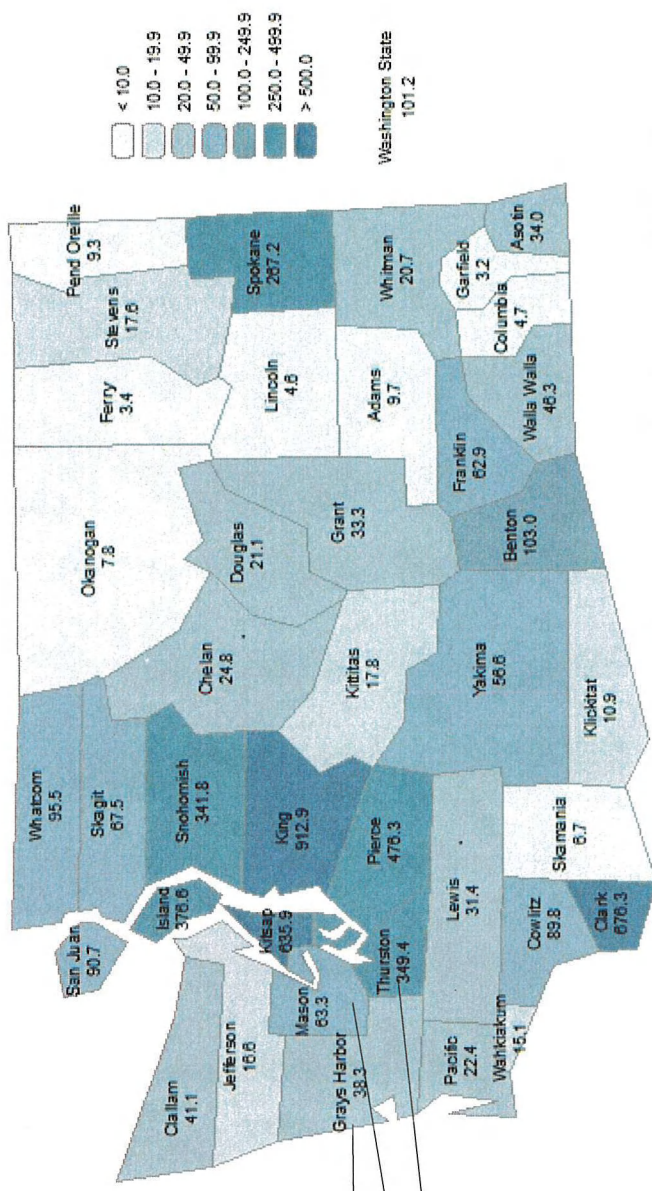 Whatcom
95.5
San Juan
90.7
Skagit
67.5
Island
376.6
Snohomish
341.8
Clallam
41.1
Jefferson
16.6
Kitsap
635.9
King
912.9
Mason
63.3
Grays Harbor
38.3
Thurston
349.4
Pierce
476.3
Pacific
22.4
Lewis
31.4
Wahkiakum
15.1
Cowlitz
89.8
Clark
676.3
Skamania
6.7
Okanogan
7.8
Chelan
24.8
Douglas
21.1
Kittitas
17.8
Grant
33.3
Yakima
56.6
Klickitat
10.9
Benton
103.0
Ferry
3.4
Stevens
17.6
Pend Oreille
9.3
Lincoln
4.6
Spokane
267.2
Adams
9.7
Whitman
20.7
Franklin
62.9
Walla Walla
46.3
Columbia
4.7
Garfield
3.2
Asotin
34.0
< 10.0
10.0 - 19.9
20.0 - 49.9
50.0 - 99.9
100.0 - 249.9
250.0 - 499.9
> 500.0
Washington State
101.2